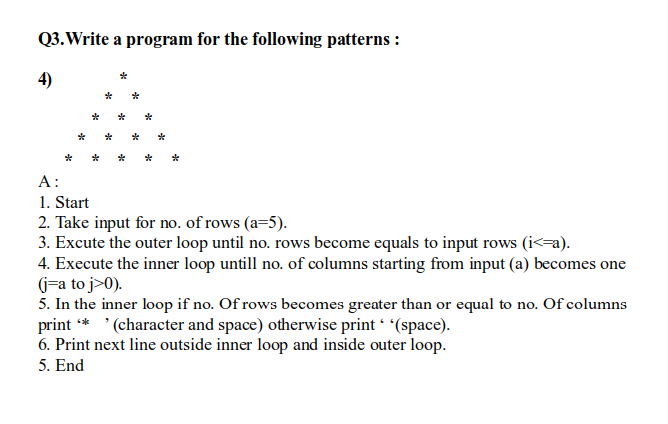 Q3.Write a program for the following patterns :
4) *
* *
* * *
* * * *
* * * * *
A :
1. Start
2. Take input for no. of rows (a=5).
3. Excute the outer loop until no. rows become equals to input rows (i<=a).
4. Execute the inner loop untill no. of columns starting from input (a) becomes one
(j=a to j>0).
5. In the inner loop if no. Of rows becomes greater than or equal to no. Of columns
print ‘* ’ (character and space) otherwise print ‘ ‘(space).
6. Print next line outside inner loop and inside outer loop.
5. End